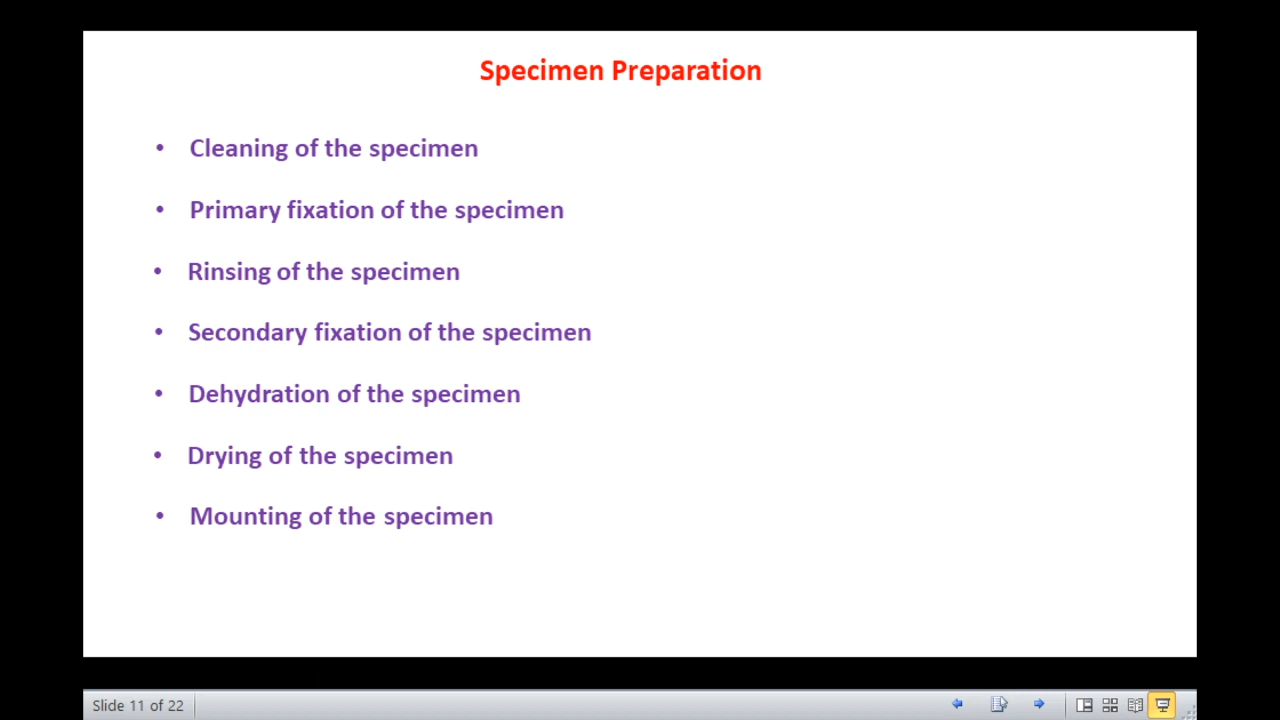 Specimen Preparation
• Cleaning of the specimen
• Primary fixation of the specimen
• Rinsing of the specimen
• Secondary fixation of the specimen
• Dehydration of the specimen
• Drying of the specimen
• Mounting of the specimen
Slide 11 of 22